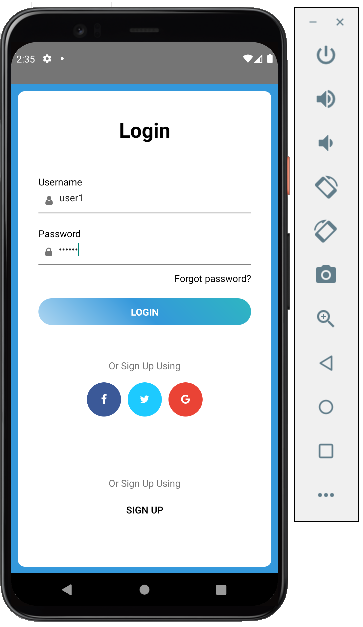 2:35
Login
Username
user1
Password
••••••
Forgot password?
LOGIN
Or Sign Up Using
f
G
Or Sign Up Using
SIGN UP